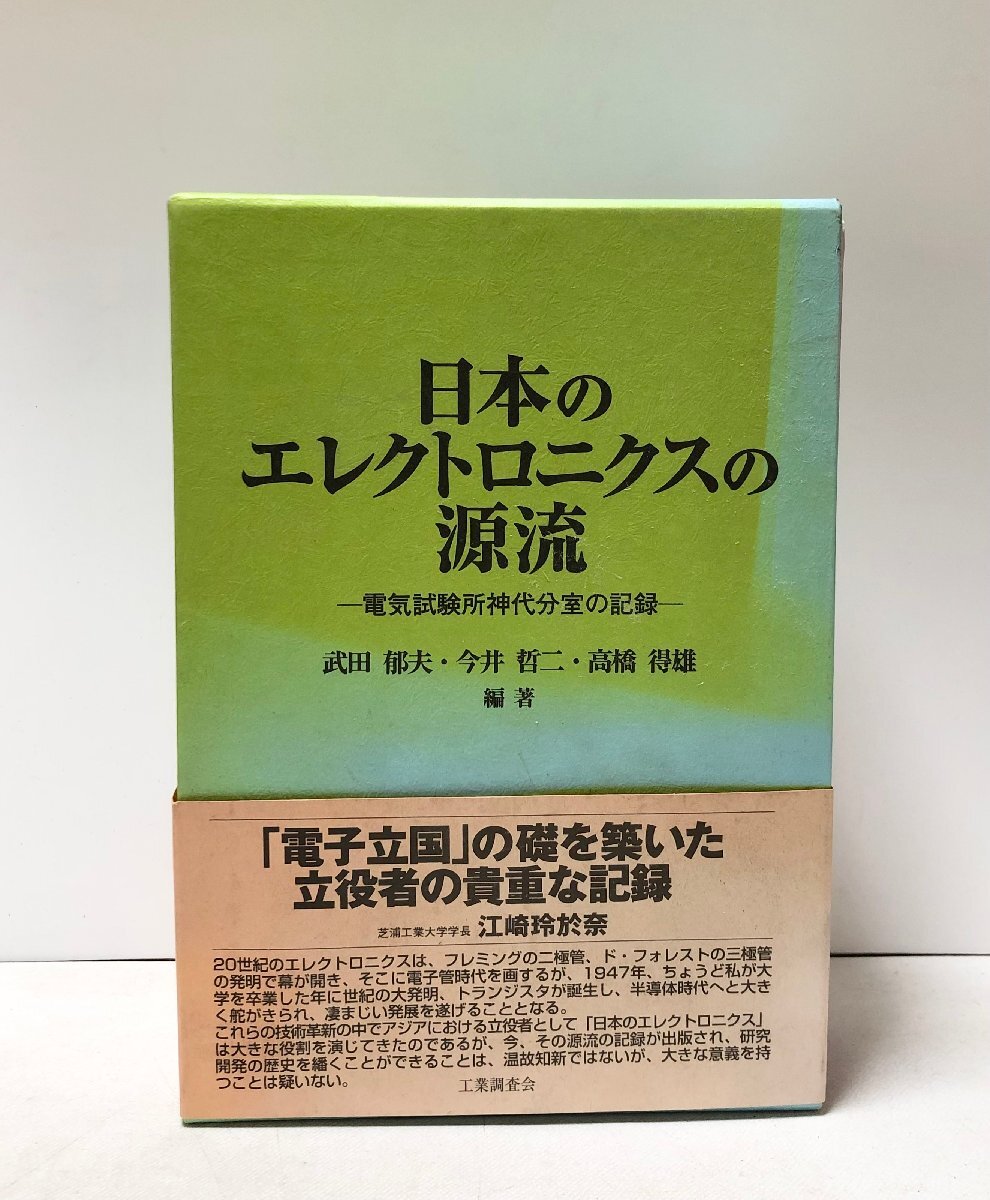 日本の
エレクトロニクスの
源流
―電気試験所神代分室の記録―
武田 郁夫・今井 哲二・高橋 得雄
編著
「電子立国」の礎を築いた
立役者の貴重な記録
芝浦工業大学学長 江崎玲於奈
20世紀のエレクトロニクスは、フレミングの二極管、ド・フォレストの三極管
の発明で幕が開き、そこに電子管時代を画するが、1947年、ちょうど私が大
学を卒業した年に世紀の大発明、トランジスタが誕生し、半導体時代へと大き
く舵がきられ、凄まじい発展を遂げることとなる。
これらの技術革新の中でアジアにおける立役者として「日本のエレクトロニクス」
は大きな役割を演じてきたのであるが、今、その源流の記録が出版され、研究
開発の歴史を繙くことができることは、温故知新ではないが、大きな意義を持
つことは疑いない。
工業調査会